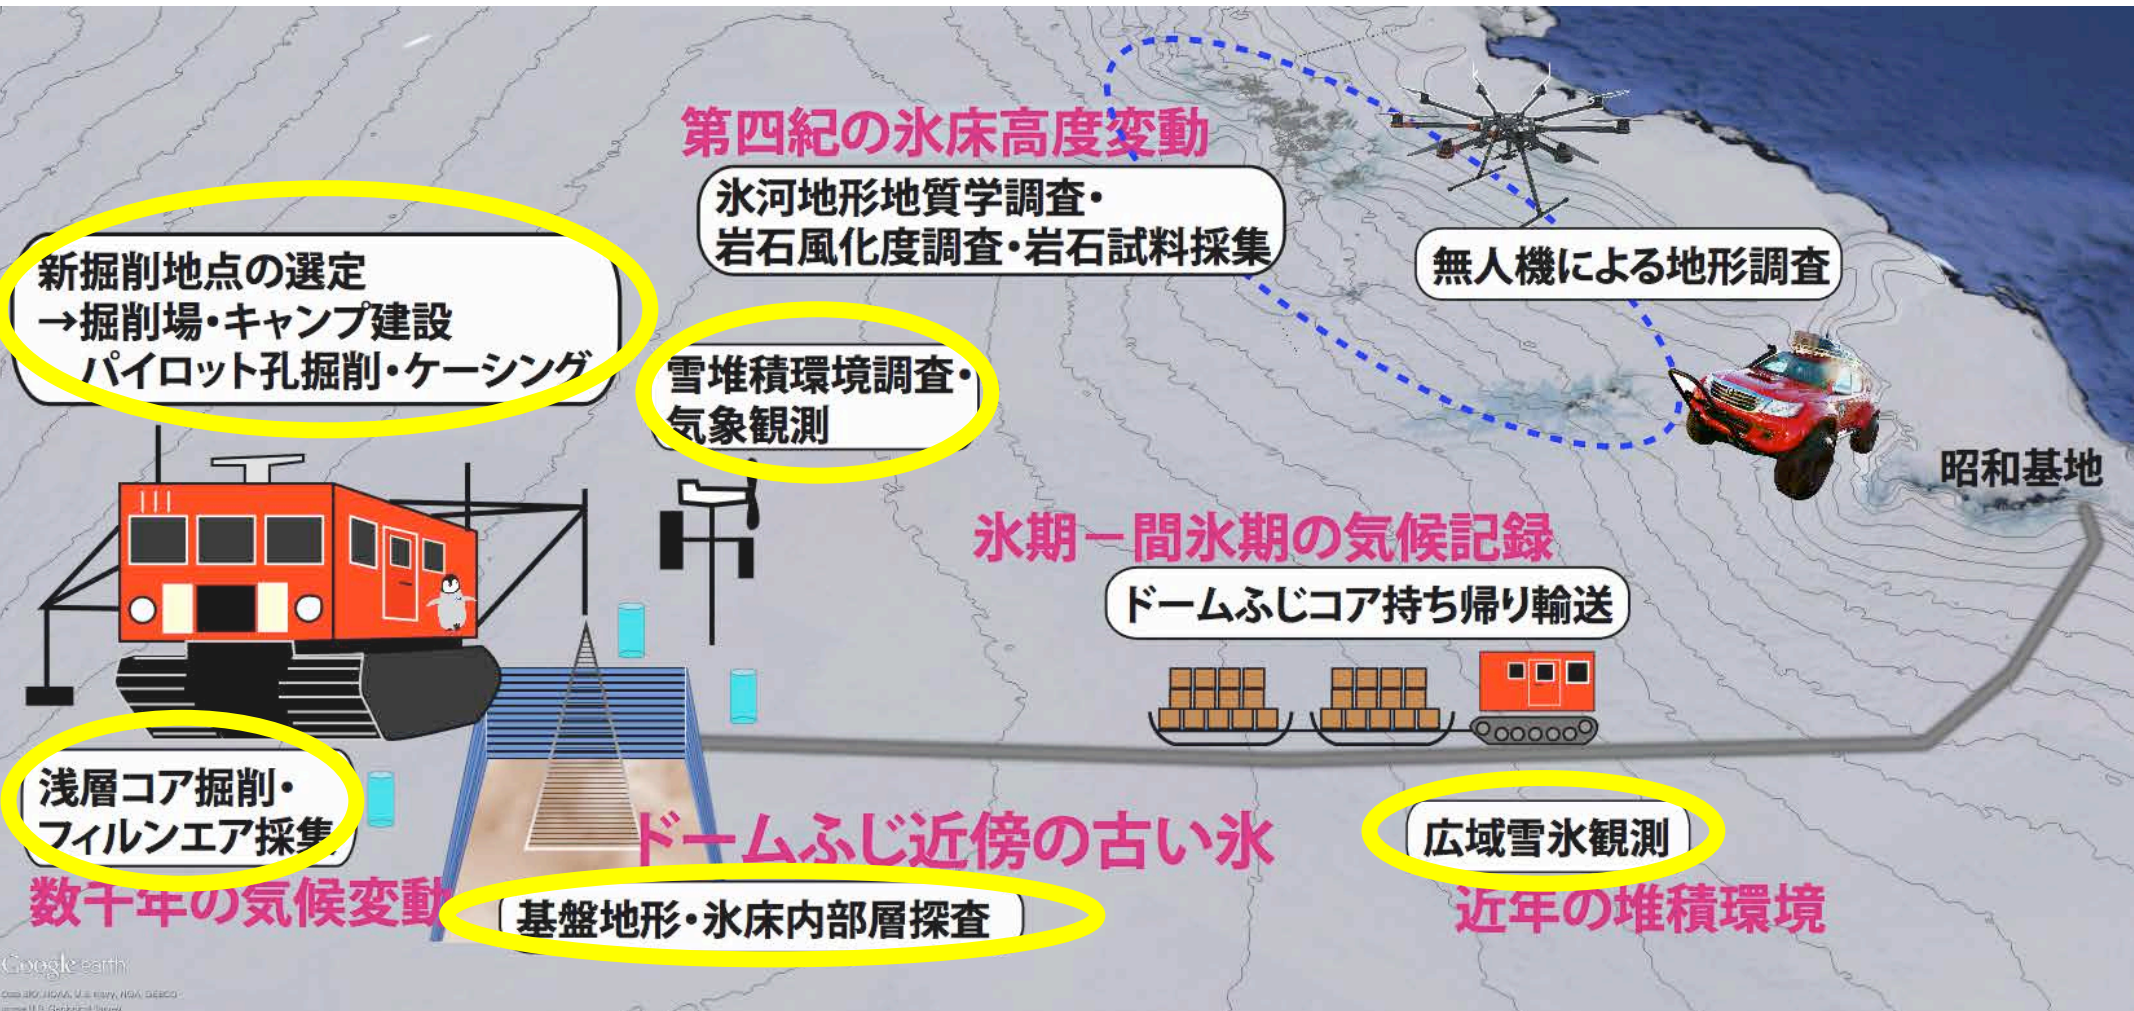 第四紀の氷床高度変動
氷河地形地質学調査・
岩石風化度調査・岩石試料採集
無人機による地形調査
新掘削地点の選定
→掘削場・キャンプ建設
パイロット孔掘削・ケーシング
雪堆積環境調査・
気象観測
昭和基地
氷期－間氷期の気候記録
ドームふじコア持ち帰り輸送
浅層コア掘削・
フィルンエア採集
数千年の気候変動
ドームふじ近傍の古い氷
基盤地形・氷床内部層探査
広域雪氷観測
近年の堆積環境
Google earth
Data SIO, NOAA, U.S. Navy, NGA, GEBCO